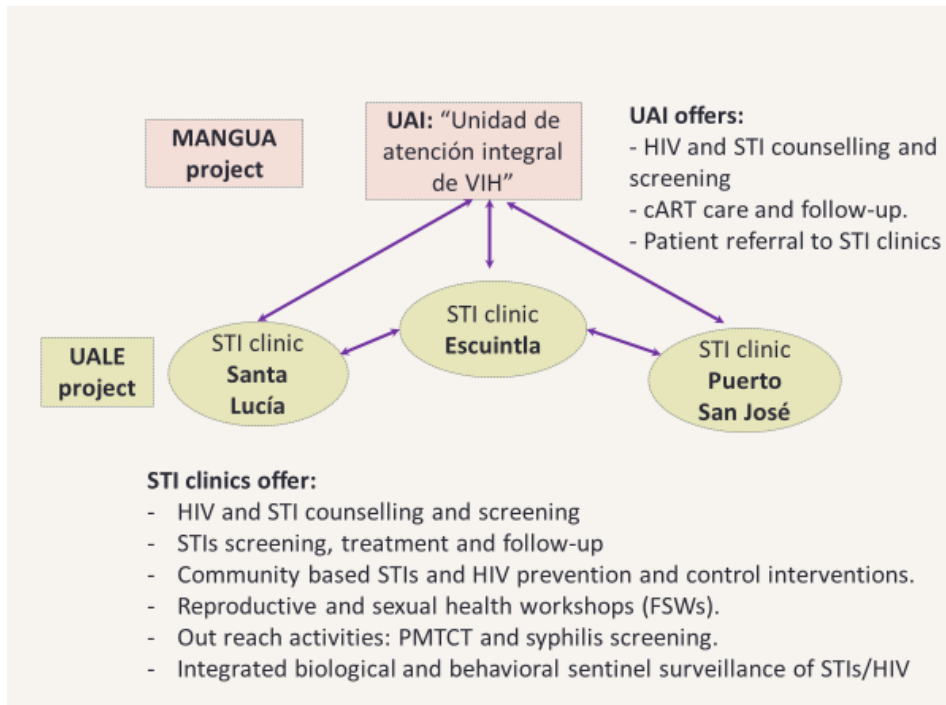 MANGUA
project
UAI: “Unidad de
atención integral
de VIH”
UAI offers:
- HIV and STI counselling and
screening
- cART care and follow-up.
- Patient referral to STI clinics
UALE
project
STI clinic
Santa
Lucía
STI clinic
Escuintla
STI clinic
Puerto
San José
STI clinics offer:
- HIV and STI counselling and screening
- STIs screening, treatment and follow-up
- Community based STIs and HIV prevention and control interventions.
- Reproductive and sexual health workshops (FSWs).
- Out reach activities: PMTCT and syphilis screening.
- Integrated biological and behavioral sentinel surveillance of STIs/HIV